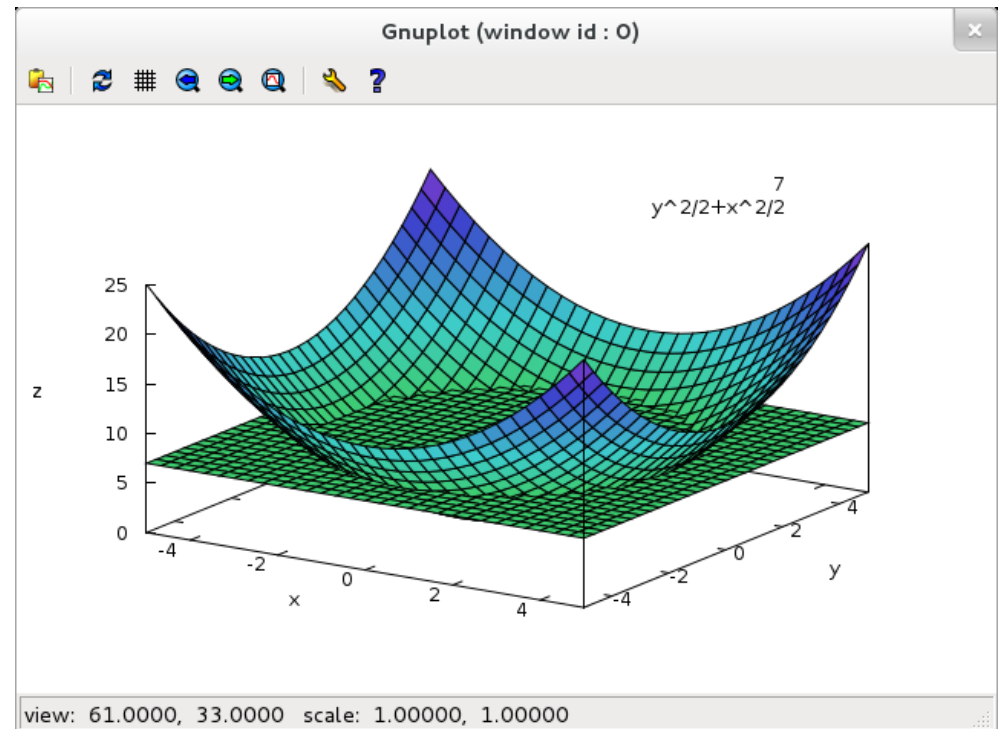 Gnuplot (window id : 0)
7
y^2/2+x^2/2
25
20
15
10
5
0
z
-4
-2
0
2
4
x
-4
-2
0
2
4
y
view: 61.0000, 33.0000 scale: 1.00000, 1.00000